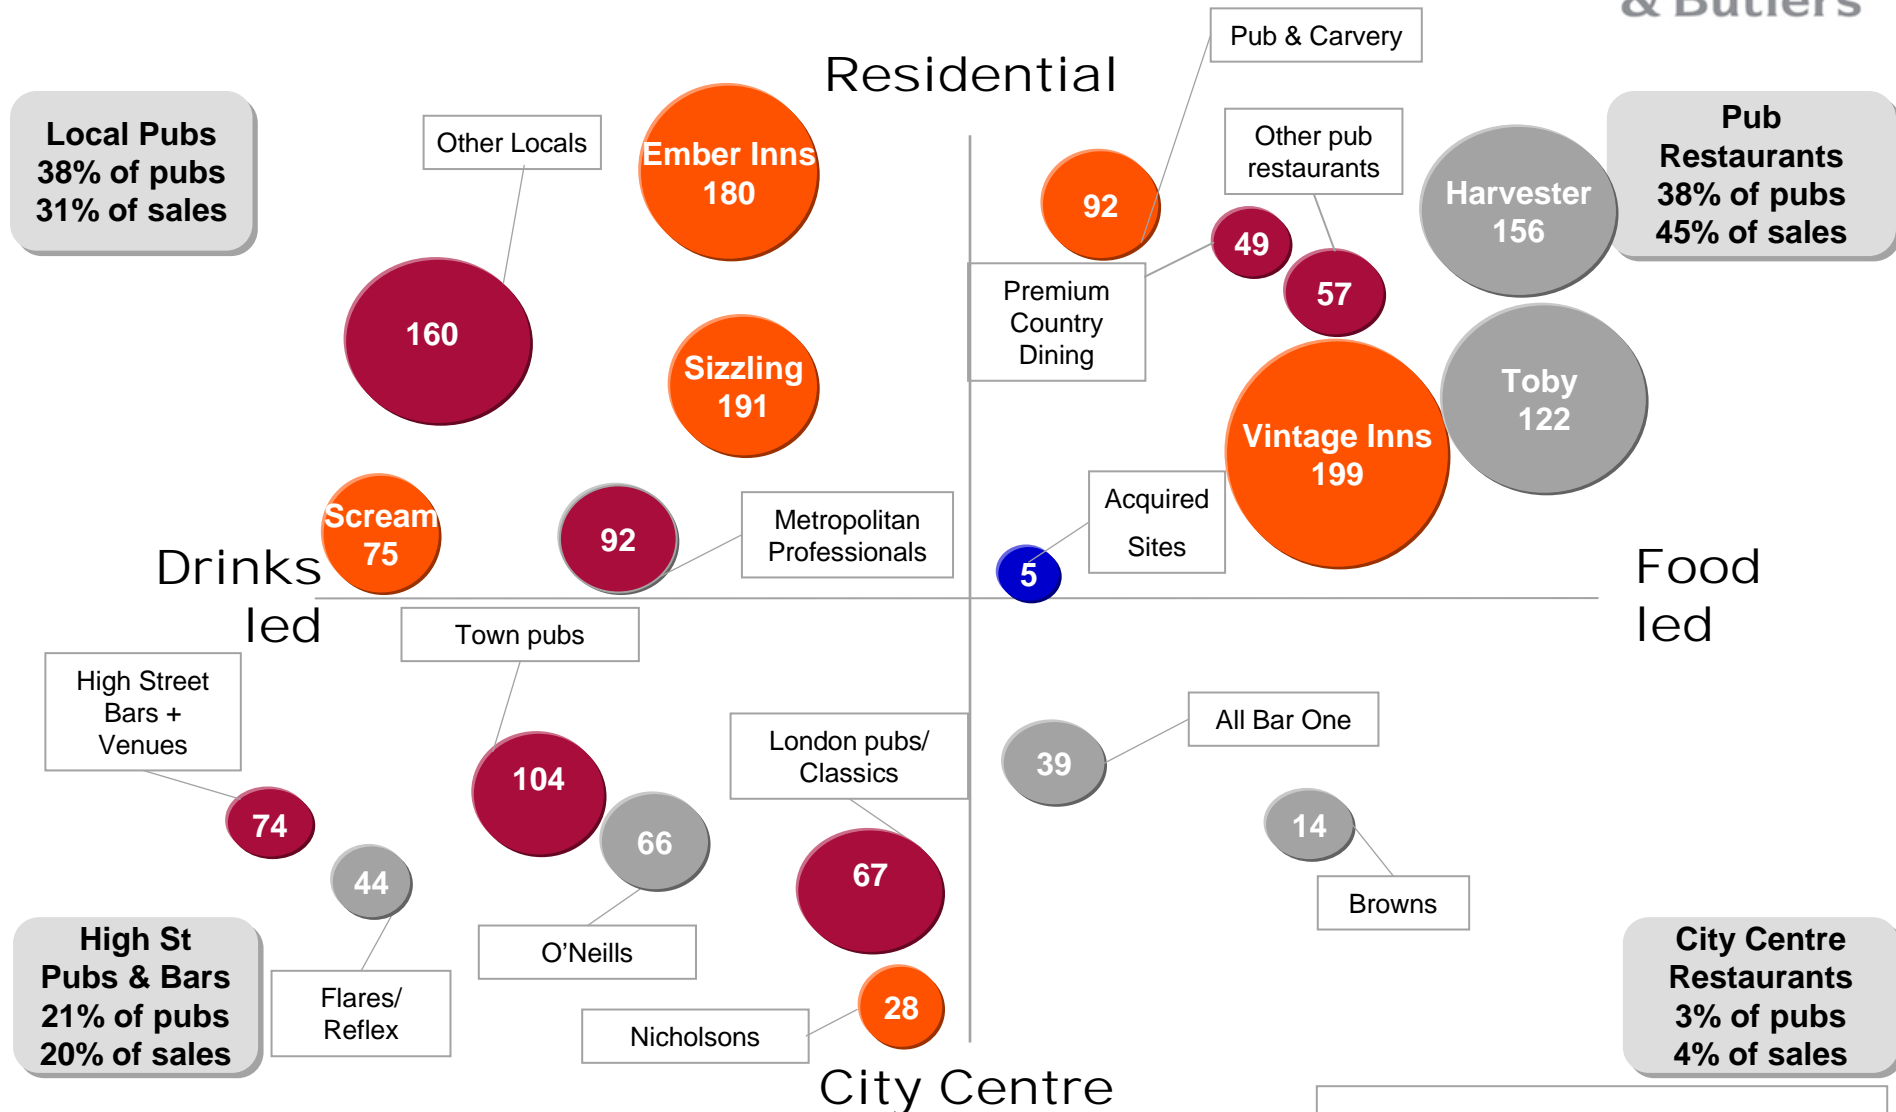 & Butlers
Pub & Carvery
Residential
Local Pubs
38% of pubs
31% of sales
Other Locals
Ember Inns
180
92
Other pub
restaurants
Harvester
156
Pub
Restaurants
38% of pubs
45% of sales
49
57
Premium
Country
Dining
160
Sizzling
191
Toby
122
Vintage Inns
199
Scream
75
92
Metropolitan
Professionals
Acquired
Sites
5
Drinks
led
Food
led
Town pubs
High Street
Bars +
Venues
London pubs/
Classics
All Bar One
39
104
74
66
14
44
67
Browns
High St
Pubs & Bars
21% of pubs
20% of sales
O’Neills
Flares/
Reflex
Nicholsons
28
City Centre
Restaurants
3% of pubs
4% of sales
City Centre